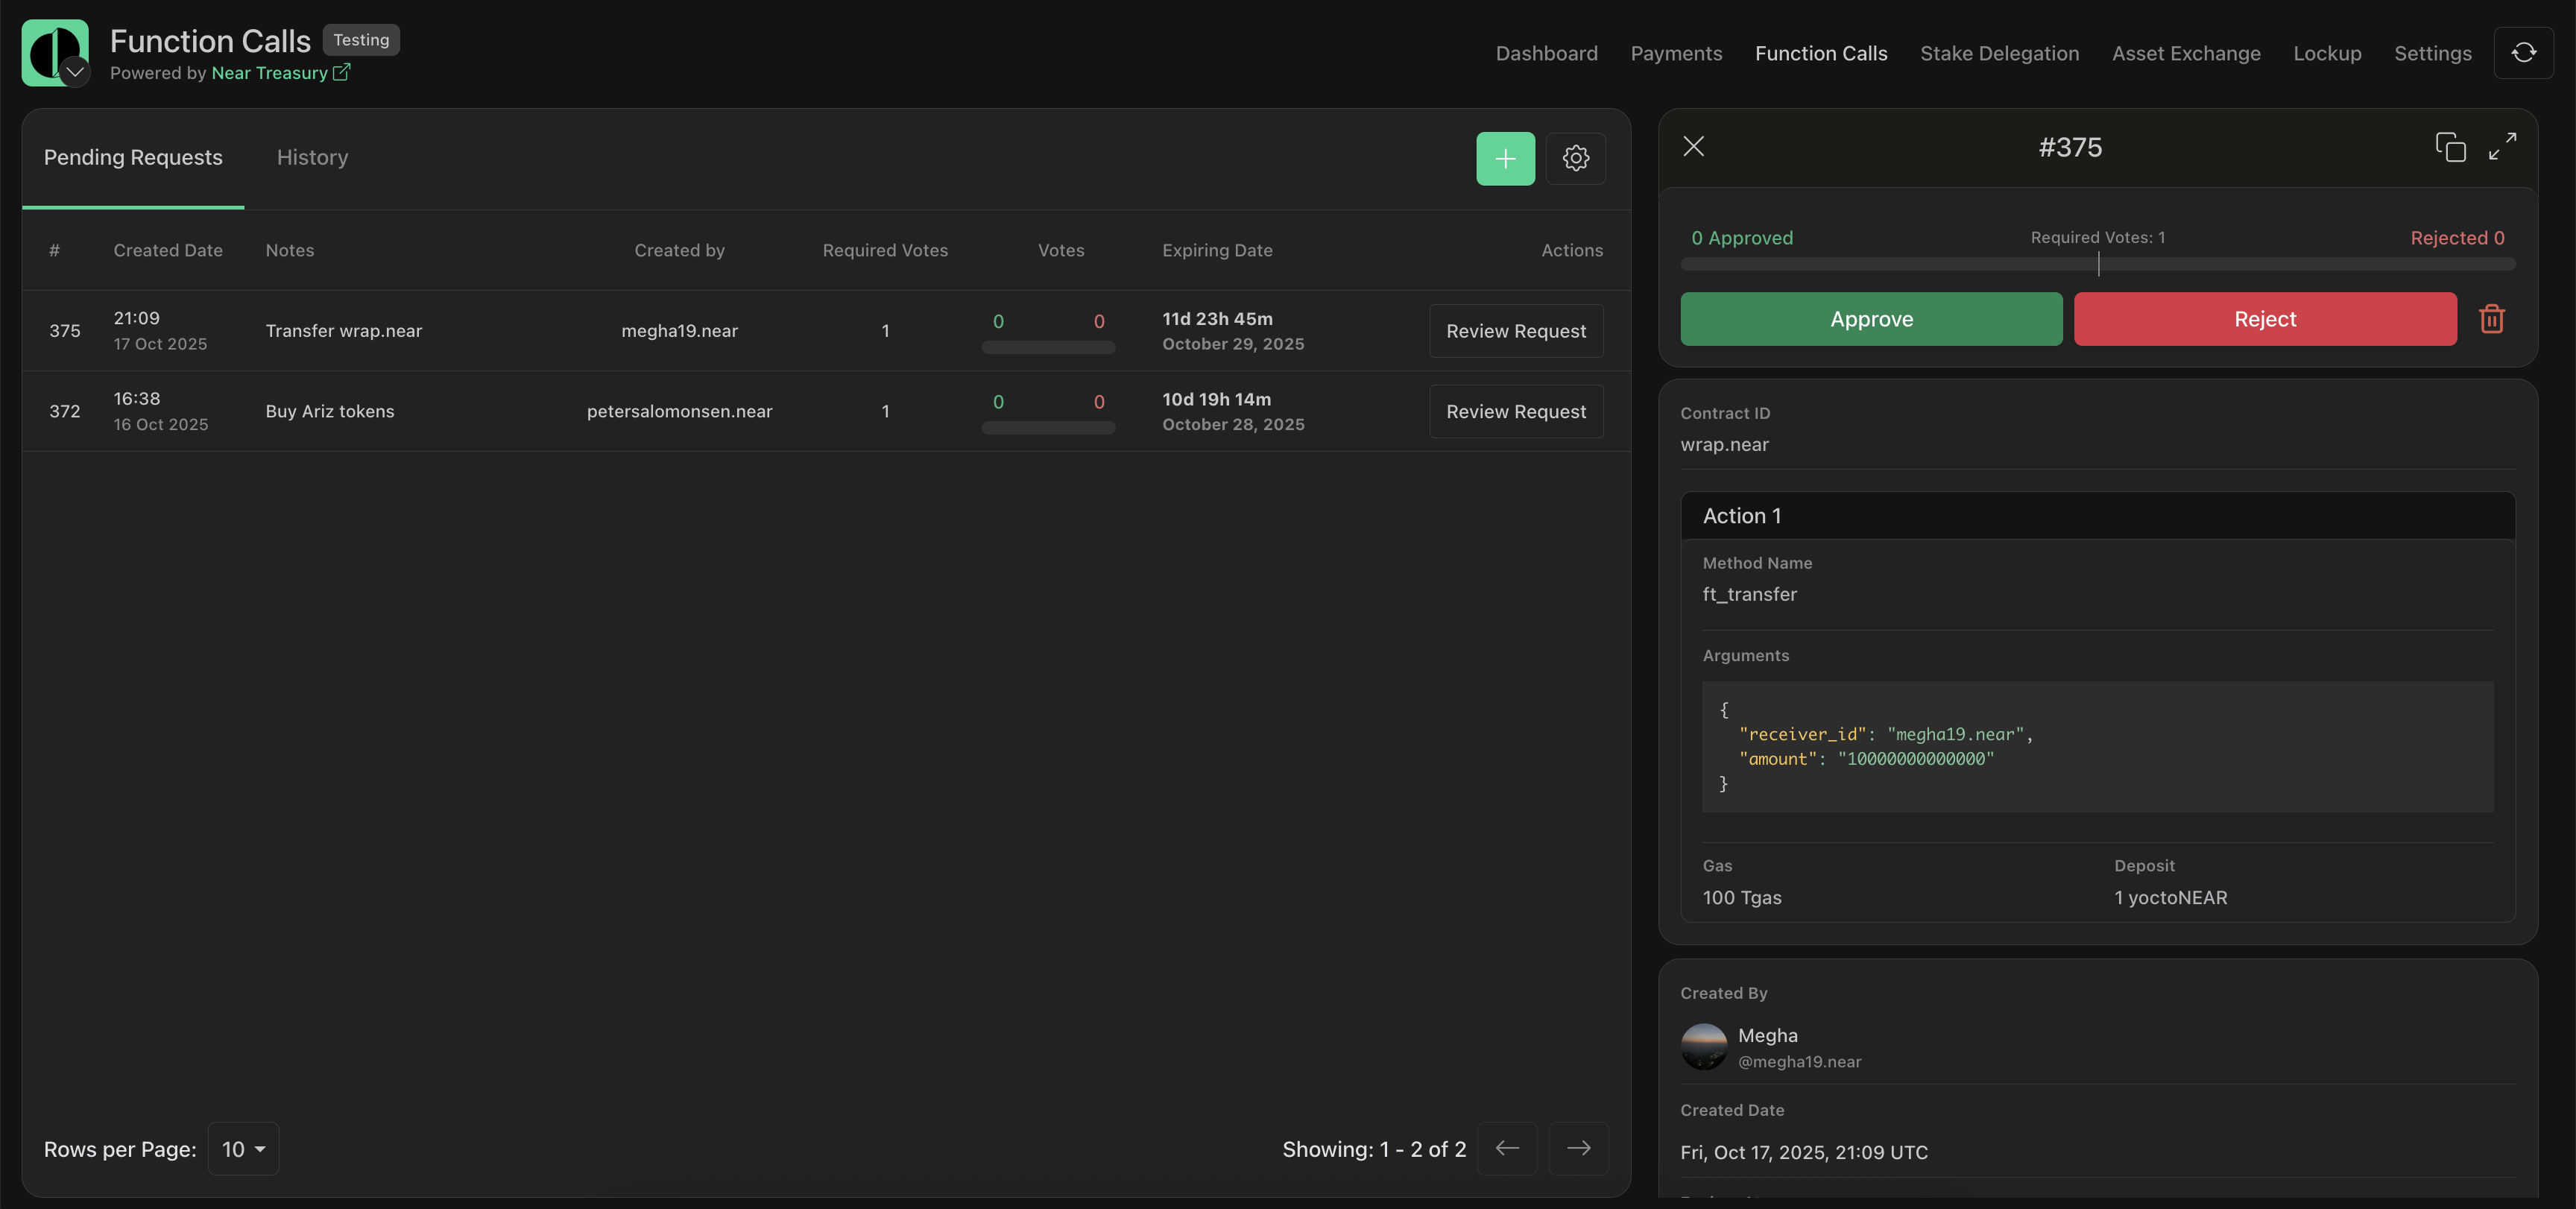 Function Calls Testing
Powered by Near Treasury
Dashboard Payments Function Calls Stake Delegation Asset Exchange Lockup Settings
Pending Requests History
# Created Date Notes Created by Required Votes Votes Expiring Date Actions
375 21:09 Transfer wrap.near megha19.near 1 0 0 11d 23h 45m Review Request
17 Oct 2025 October 29, 2025
372 16:38 Buy Ariz tokens petersalomonsen.near 1 0 0 10d 19h 14m Review Request
16 Oct 2025 October 28, 2025
Rows per Page: 10 Showing: 1 - 2 of 2
#375
0 Approved Required Votes: 1 Rejected 0
Approve Reject
Contract ID
wrap.near
Action 1
Method Name
ft_transfer
Arguments
{
"receiver_id": "megha19.near",
"amount": "10000000000000"
}
Gas Deposit
100 Tgas 1 yoctoNEAR
Created By
Megha
@megha19.near
Created Date
Fri, Oct 17, 2025, 21:09 UTC